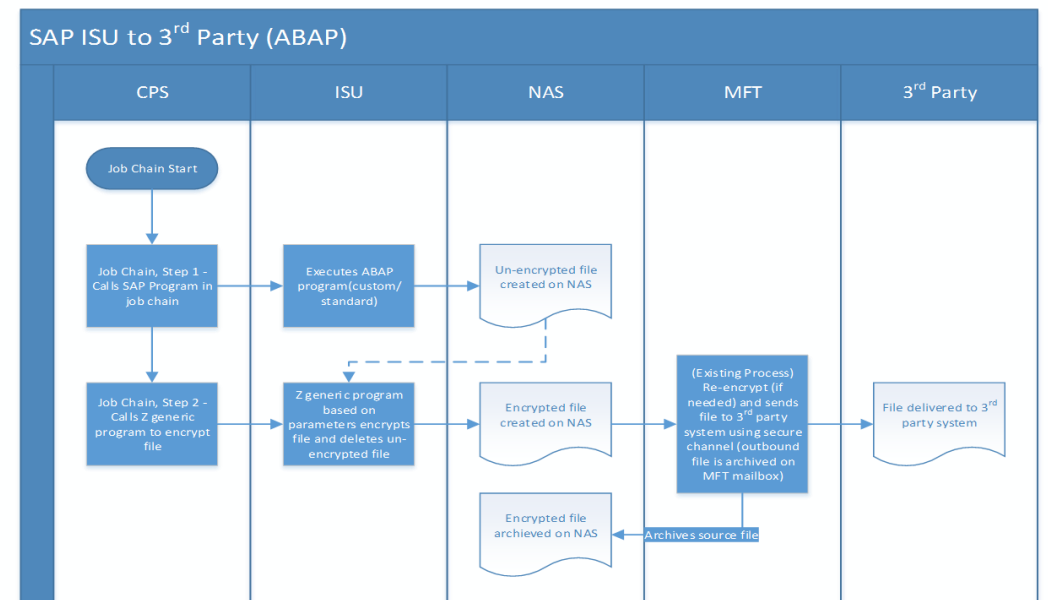 SAP ISU to 3rd Party (ABAP)
CPS
ISU
NAS
MFT
3rd Party
Job Chain Start
Job Chain, Step 1 -
Calls SAP Program in
job chain
Executes ABAP
program(custom/
standard)
Un-encrypted file
created on NAS
Job Chain, Step 2 -
Calls Z generic
program to encrypt
file
Z generic program
based on
parameters encrypts
file and deletes un-
encrypted file
Encrypted file
created on NAS
(Existing Process)
Re-encrypt (if
needed) and sends
file to 3rd party
system using secure
channel (outbound
file is archived on
MFT mailbox)
File delivered to 3rd
party system
Encrypted file
archieved on NAS
Archives source file